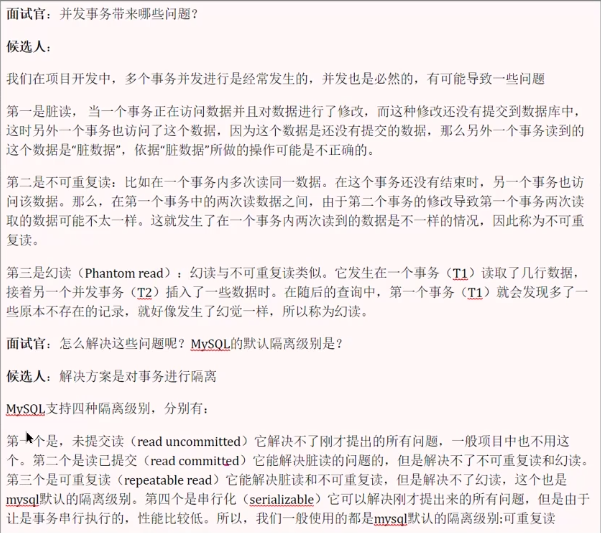 面试官：并发事务带来哪些问题？
候选人：
我们在项目开发中，多个事务并发进行是经常发生的，并发也是必然的，有可能导致一些问题
第一是脏读， 当一个事务正在访问数据并且对数据进行了修改，而这种修改还没有提交到数据库中，
这时另外一个事务也访问了这个数据，因为这个数据是还没有提交的数据，那么另外一个事务读到的
这个数据是“脏数据”，依据“脏数据”所做的操作可能是不正确的。
第二是不可重复读：比如在一个事务内多次读同一数据。在这个事务还没有结束时，另一个事务也访
问该数据。那么，在第一个事务中的两次读数据之间，由于第二个事务的修改导致第一个事务两次读
取的数据可能不太一样。这就发生了在一个事务内两次读到的数据是不一样的情况，因此称为不可重
复读。
第三是幻读（Phantom read）：幻读与不可重复读类似。它发生在一个事务（T1）读取了几行数据，
接着另一个并发事务（T2）插入了一些数据时。在随后的查询中，第一个事务（T1）就会发现多了一
些原本不存在的记录，就好像发生了幻觉一样，所以称为幻读。
面试官：怎么解决这些问题呢？MySQL的默认隔离级别是？
候选人：解决方案是对事务进行隔离
MySQL支持四种隔离级别，分别有：
第一个是，未提交读（read uncommitted）它解决不了刚才提出的所有问题，一般项目中也不用这
个。第二个是读已提交（read committed）它能解决脏读的问题的，但是解决不了不可重复读和幻读。
第三个是可重复读（repeatable read）它能解决脏读和不可重复读，但是解决不了幻读，这个也是
mysql默认的隔离级别。第四个是串行化（serializable）它可以解决刚才提出来的所有问题，但是由于
让是事务串行执行的，性能比较低。所以，我们一般使用的都是mysql默认的隔离级别:可重复读